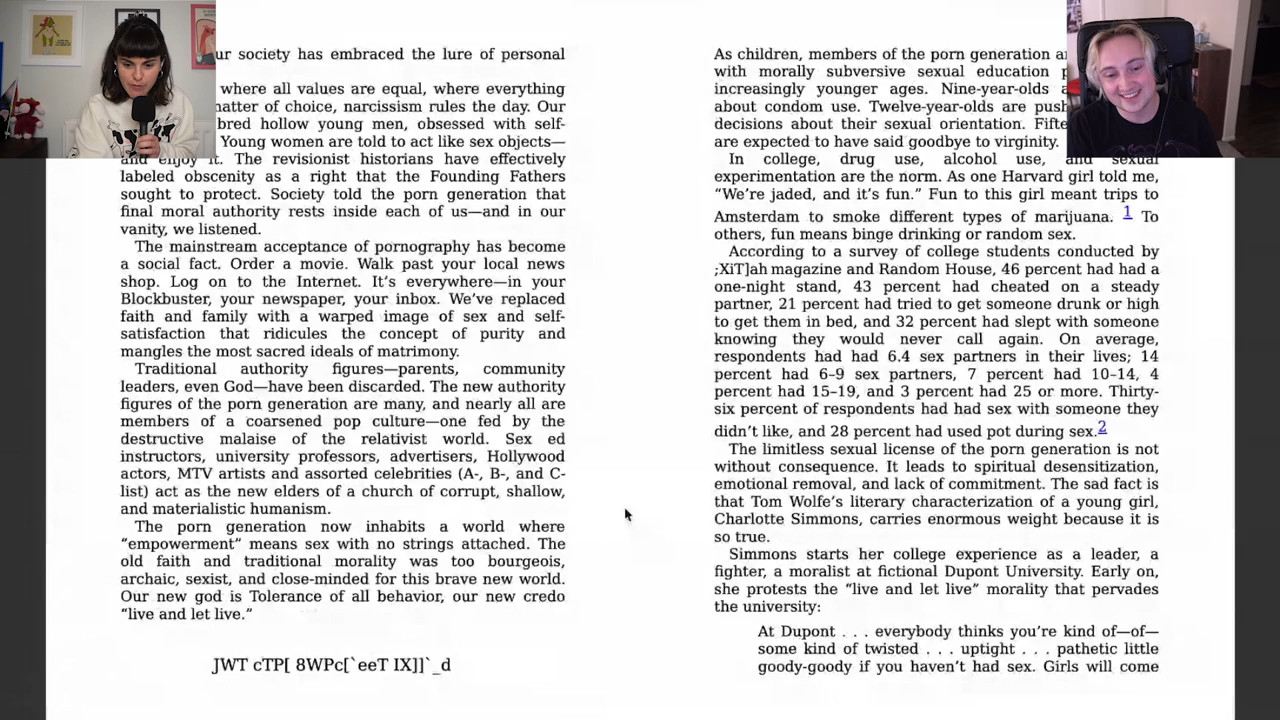 ur society has embraced the lure of personal
where all values are equal, where everything
atter of choice, narcissism rules the day. Our
bred hollow young men, obsessed with self-
Young women are told to act like sex objects—
and enjoy it. The revisionist historians have effectively
labeled obscenity as a right that the Founding Fathers
sought to protect. Society told the porn generation that
final moral authority rests inside each of us—and in our
vanity, we listened.
The mainstream acceptance of pornography has become
a social fact. Order a movie. Walk past your local news
shop. Log on to the Internet. It’s everywhere—in your
Blockbuster, your newspaper, your inbox. We’ve replaced
faith and family with a warped image of sex and self-
satisfaction that ridicules the concept of purity and
mangles the most sacred ideals of matrimony.
Traditional authority figures—parents, community
leaders, even God—have been discarded. The new authority
figures of the porn generation are many, and nearly all are
members of a coarsened pop culture—one fed by the
destructive malaise of the relativist world. Sex ed
instructors, university professors, advertisers, Hollywood
actors, MTV artists and assorted celebrities (A-, B-, and C-
list) act as the new elders of a church of corrupt, shallow,
and materialistic humanism.
The porn generation now inhabits a world where
“empowerment” means sex with no strings attached. The
old faith and traditional morality was too bourgeois,
archaic, sexist, and close-minded for this brave new world.
Our new god is Tolerance of all behavior, our new credo
“live and let live.”
JWT cTP[ 8WPc[`eeT IX]]`_d
As children, members of the porn generation a
with morally subversive sexual education p
increasingly younger ages. Nine-year-olds a
about condom use. Twelve-year-olds are push
decisions about their sexual orientation. Fifte
are expected to have said goodbye to virginity.
In college, drug use, alcohol use, and sexual
experimentation are the norm. As one Harvard girl told me,
“We’re jaded, and it’s fun.” Fun to this girl meant trips to
Amsterdam to smoke different types of marijuana. 1 To
others, fun means binge drinking or random sex.
According to a survey of college students conducted by
;XiT]ah magazine and Random House, 46 percent had had a
one-night stand, 43 percent had cheated on a steady
partner, 21 percent had tried to get someone drunk or high
to get them in bed, and 32 percent had slept with someone
knowing they would never call again. On average,
respondents had had 6.4 sex partners in their lives; 14
percent had 6–9 sex partners, 7 percent had 10–14, 4
percent had 15–19, and 3 percent had 25 or more. Thirty-
six percent of respondents had had sex with someone they
didn’t like, and 28 percent had used pot during sex.2
The limitless sexual license of the porn generation is not
without consequence. It leads to spiritual desensitization,
emotional removal, and lack of commitment. The sad fact is
that Tom Wolfe’s literary characterization of a young girl,
Charlotte Simmons, carries enormous weight because it is
so true.
Simmons starts her college experience as a leader, a
fighter, a moralist at fictional Dupont University. Early on,
she protests the “live and let live” morality that pervades
the university:
At Dupont . . . everybody thinks you’re kind of—of—
some kind of twisted . . . uptight . . . pathetic little
goody-goody if you haven’t had sex. Girls will come